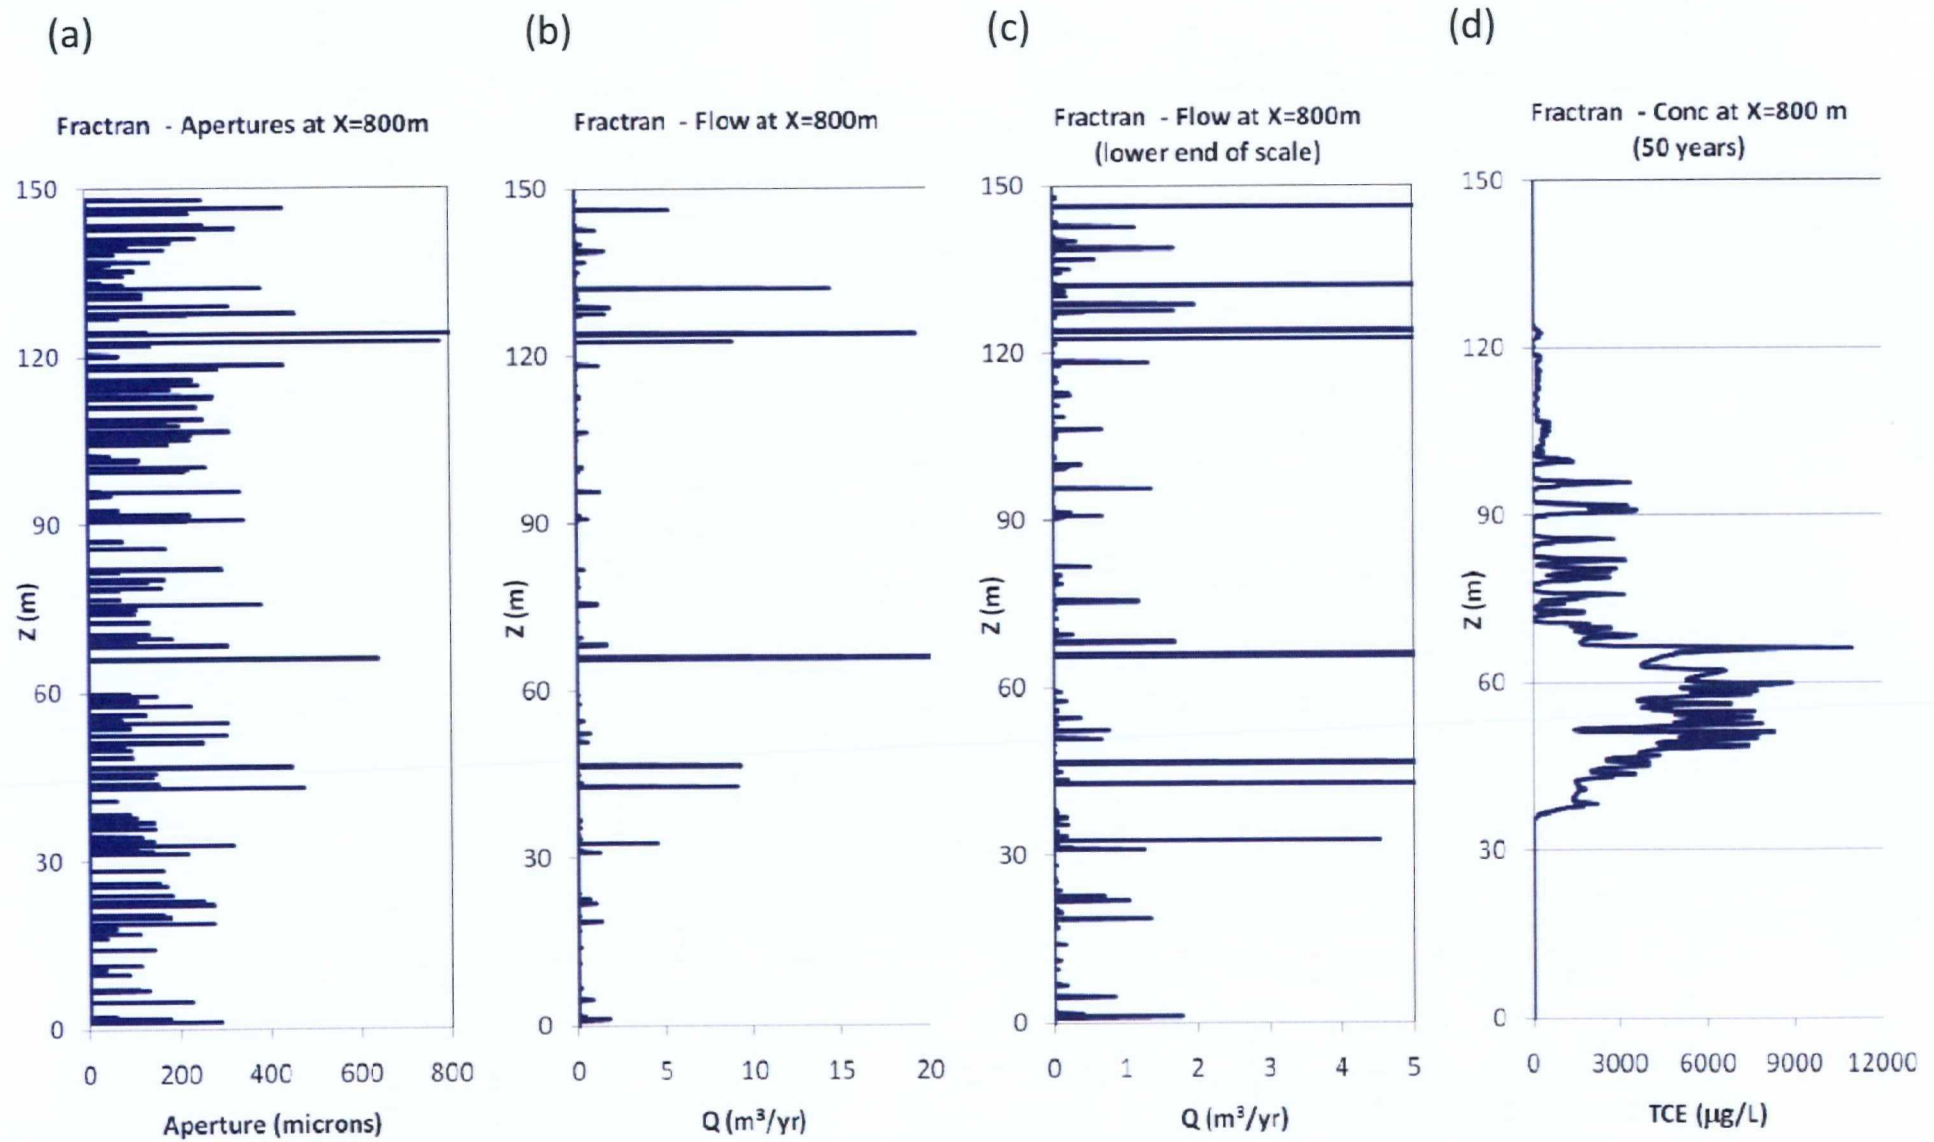 (a)
Fractran - Apertures at X=800m
150
120
90
60
30
0
Z (m)
0 200 400 600 800
Aperture (microns)
(b)
Fractran - Flow at X=800m
150
120
90
60
30
0
Z (m)
0 5 10 15 20
Q (m³/yr)
(c)
Fractran - Flow at X=800m
(lower end of scale)
150
120
90
60
30
0
Z (m)
0 1 2 3 4 5
Q (m³/yr)
(d)
Fractran - Conc at X=800 m
(50 years)
150
120
90
60
30
0
Z (m)
0 3000 6000 9000 12000
TCE (µg/L)